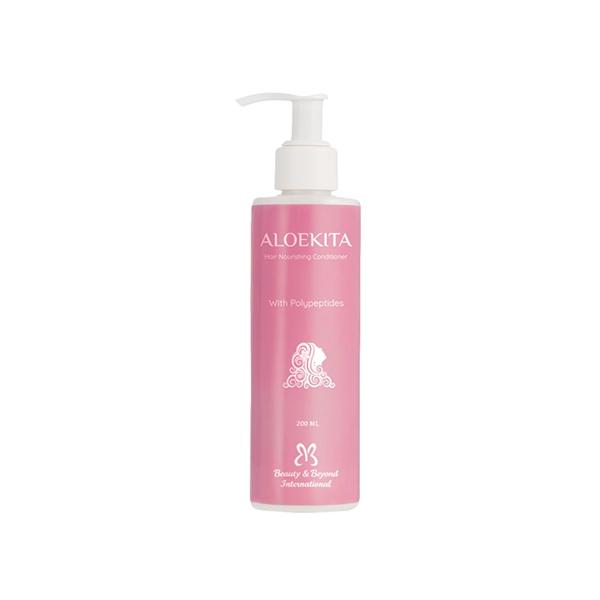 ALOEKITA
Hair Nourishing Conditioner
With Polypeptides
200 ML
Beauty & Beyond
International